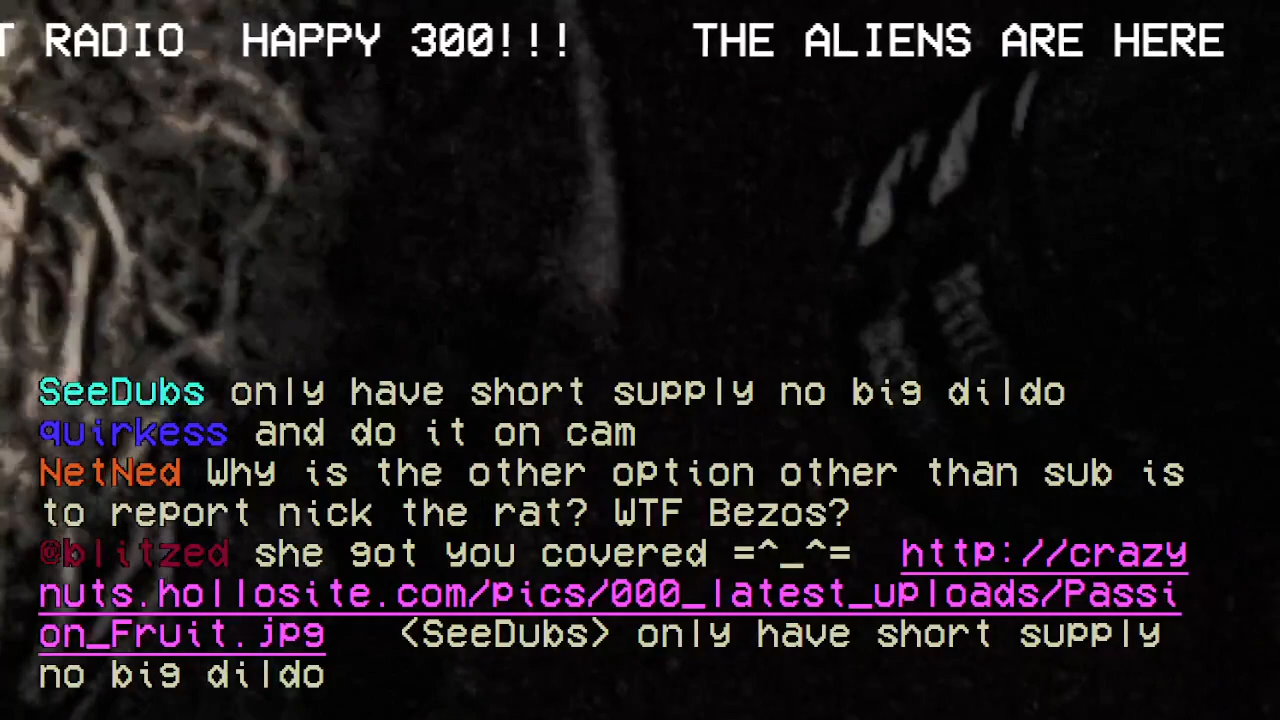 T RADIO  HAPPY 300!!!  THE ALIENS ARE HERE
SeeDubs only have short supply no big dildo
quirkess and do it on cam
NetNed Why is the other option other than sub is
to report nick the rat? WTF Bezos?
@blitzed she got you covered =^_^=  http://crazy
nuts.hollosite.com/pics/000_latest_uploads/Passi
on_Fruit.jpg  <SeeDubs> only have short supply
no big dildo